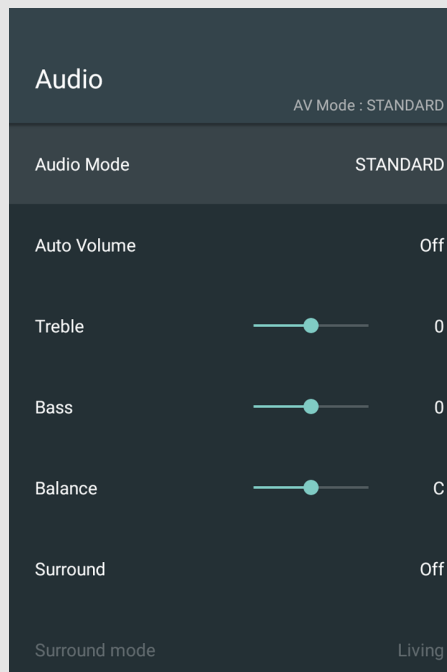 Audio
AV Mode : STANDARD
Audio Mode STANDARD
Auto Volume Off
Treble 0
Bass 0
Balance C
Surround Off
Surround mode Living